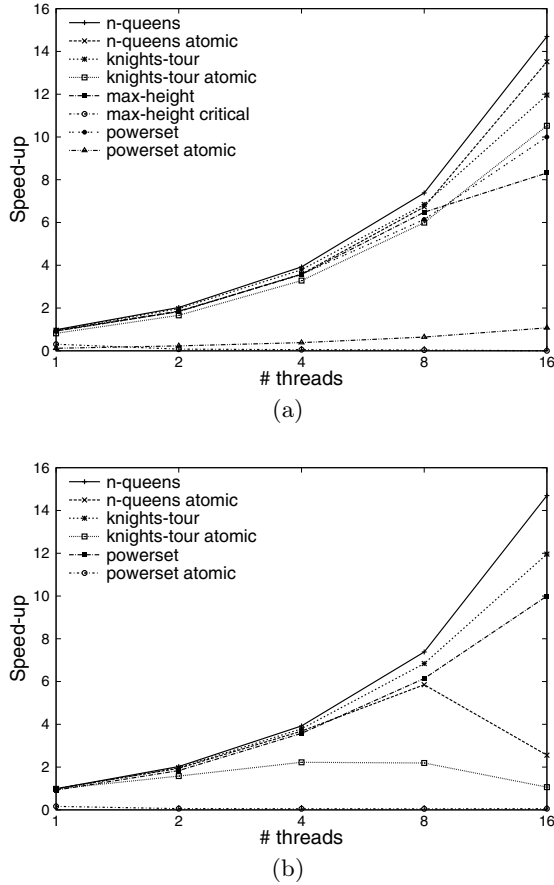 16
14
12
10
8
6
4
2
0
Speed-up
n-queens
n-queens atomic
knights-tour
knights-tour atomic
max-height
max-height critical
powerset
powerset atomic
1 2 4 8 16
# threads
(a)
16
14
12
10
8
6
4
2
0
Speed-up
n-queens
n-queens atomic
knights-tour
knights-tour atomic
powerset
powerset atomic
1 2 4 8 16
# threads
(b)